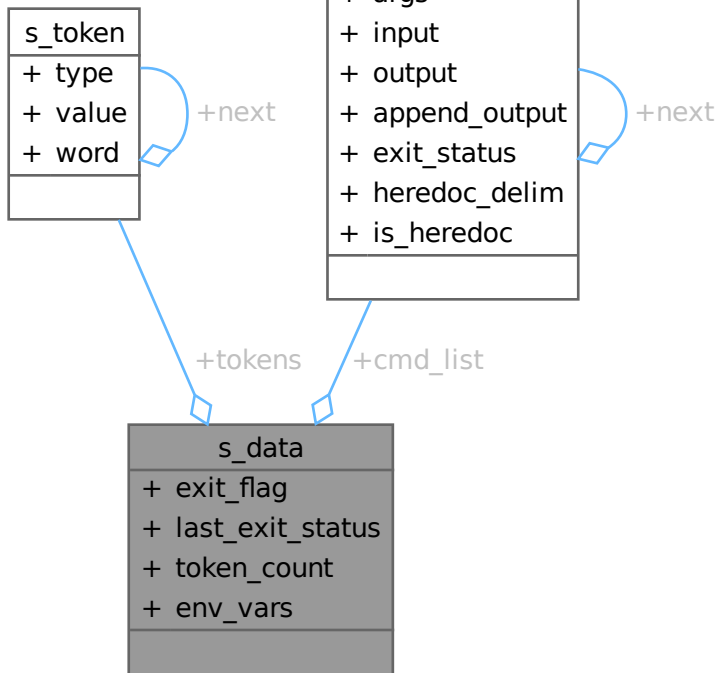 s_token
+ type
+ value
+ word
+next
+ args
+ input
+ output
+ append_output
+ exit_status
+ heredoc_delim
+ is_heredoc
+next
+tokens
+cmd_list
s_data
+ exit_flag
+ last_exit_status
+ token_count
+ env_vars